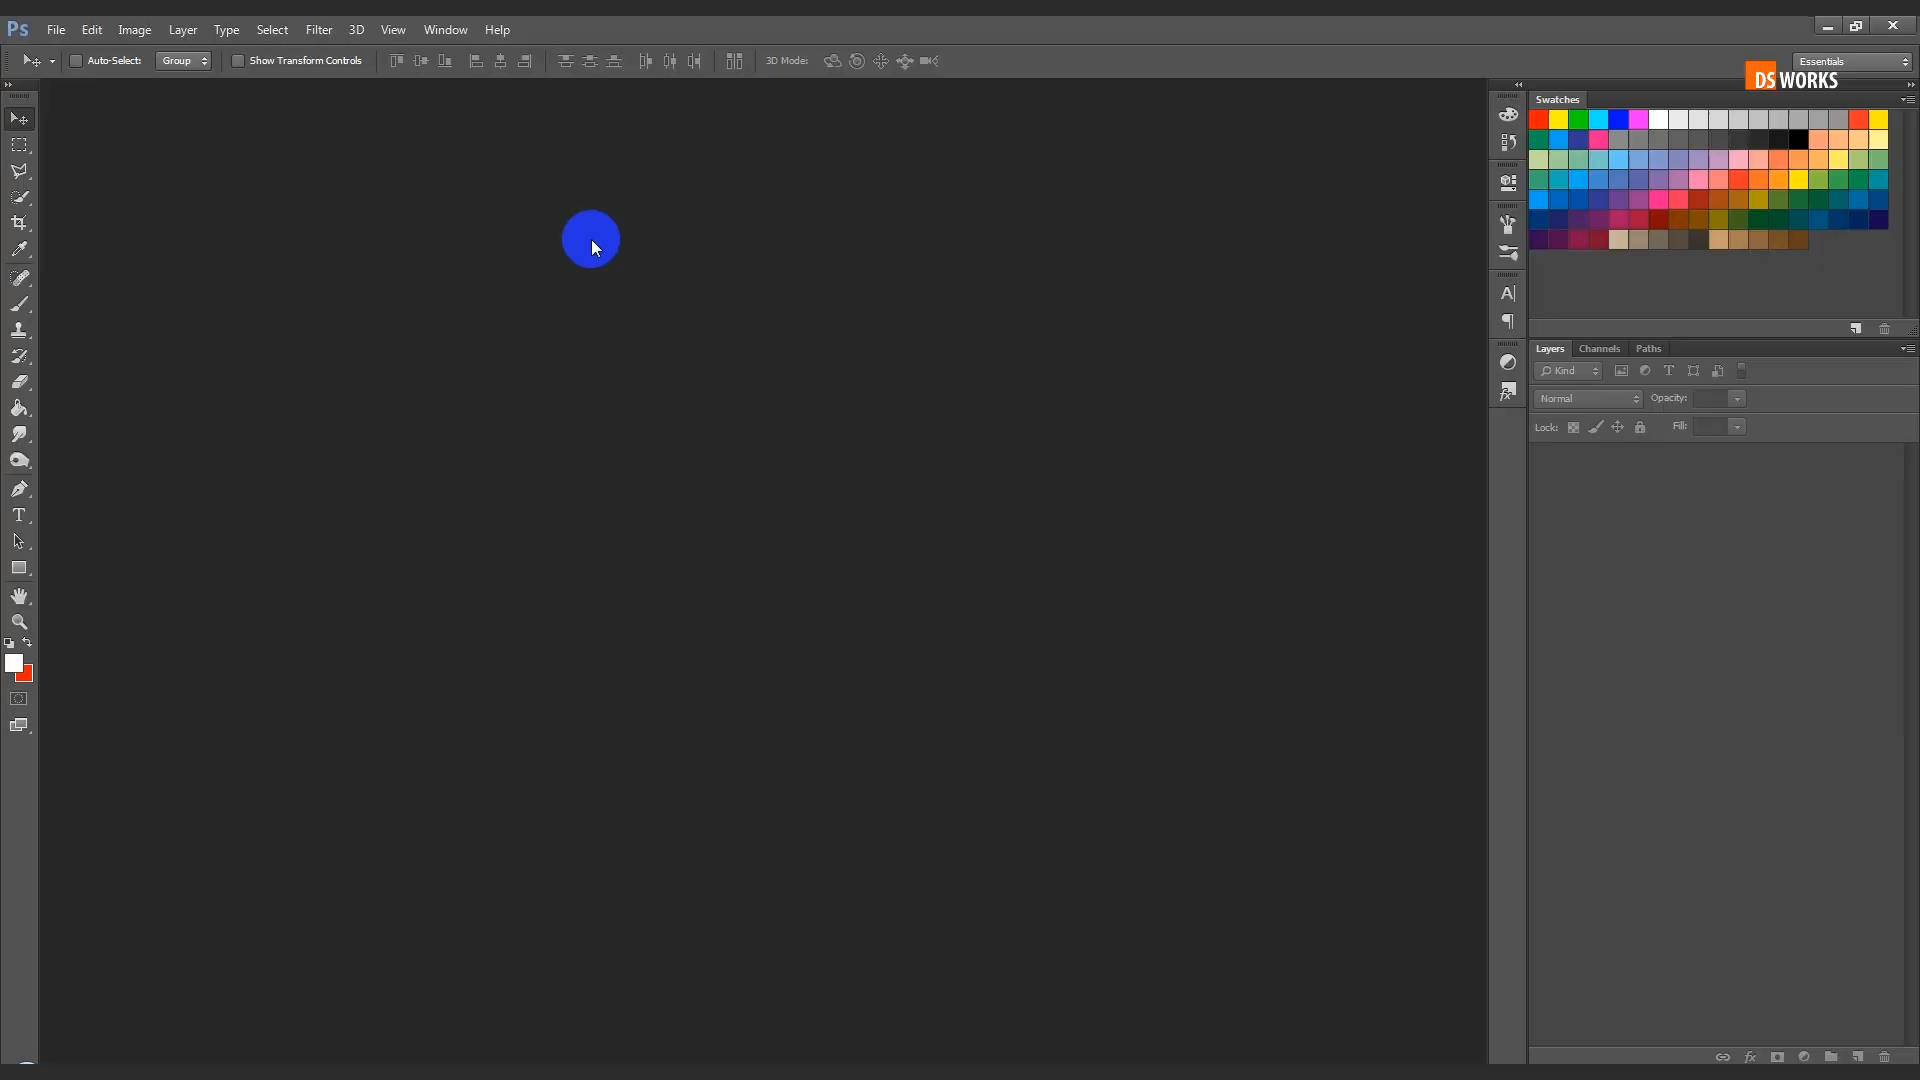 Ps File Edit Image Layer Type Select Filter 3D View Window Help
Auto-Select: Group Show Transform Controls 3D Mode: Essentials
DS WORKS
Swatches
Layers Channels Paths
Kind
Normal Opacity:
Lock: Fill: